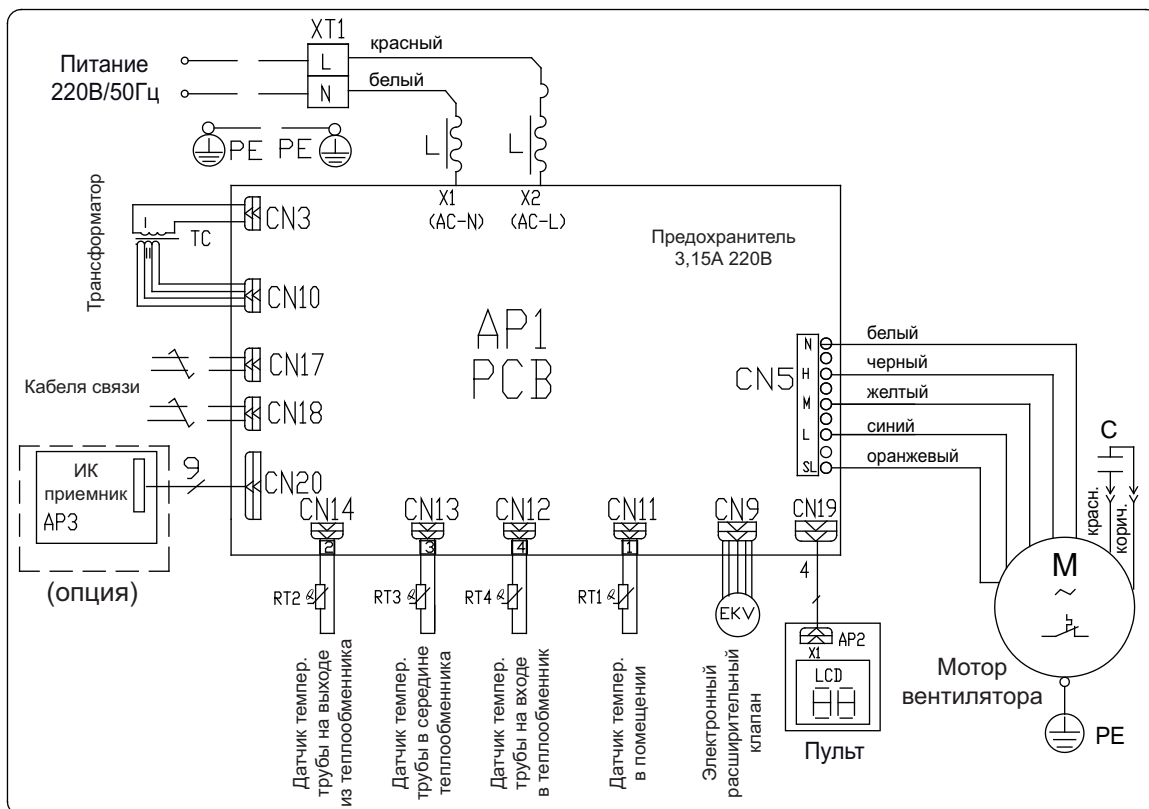 XT1
Питание
220В/50Гц
L
N
красный
белый
PE PE
L
L
X1
(AC-N)
X2
(AC-L)
Предохранитель
3,15А 220В
Трансформатор
I
II
TC
CN3
CN10
CN17
Кабеля связи
CN18
AP1
PCB
CN5
N
H
M
L
SL
белый
черный
желтый
синий
оранжевый
C
красн.
корич.
ИК
приемник
AP3
9
CN20
(опция)
CN14
CN13
CN12
CN11
CN9
CN19
2
3
4
1
4
RT2
RT3
RT4
RT1
EKV
AP2
X1
LCD
88
Пульт
M
~
Мотор
вентилятора
PE
Датчик темпер.
трубы на выходе
из теплообменника
Датчик темпер.
трубы в середине
теплообменника
Датчик темпер.
трубы на входе
в теплообменник
Датчик темпер.
в помещении
Электронный
расширительный
клапан